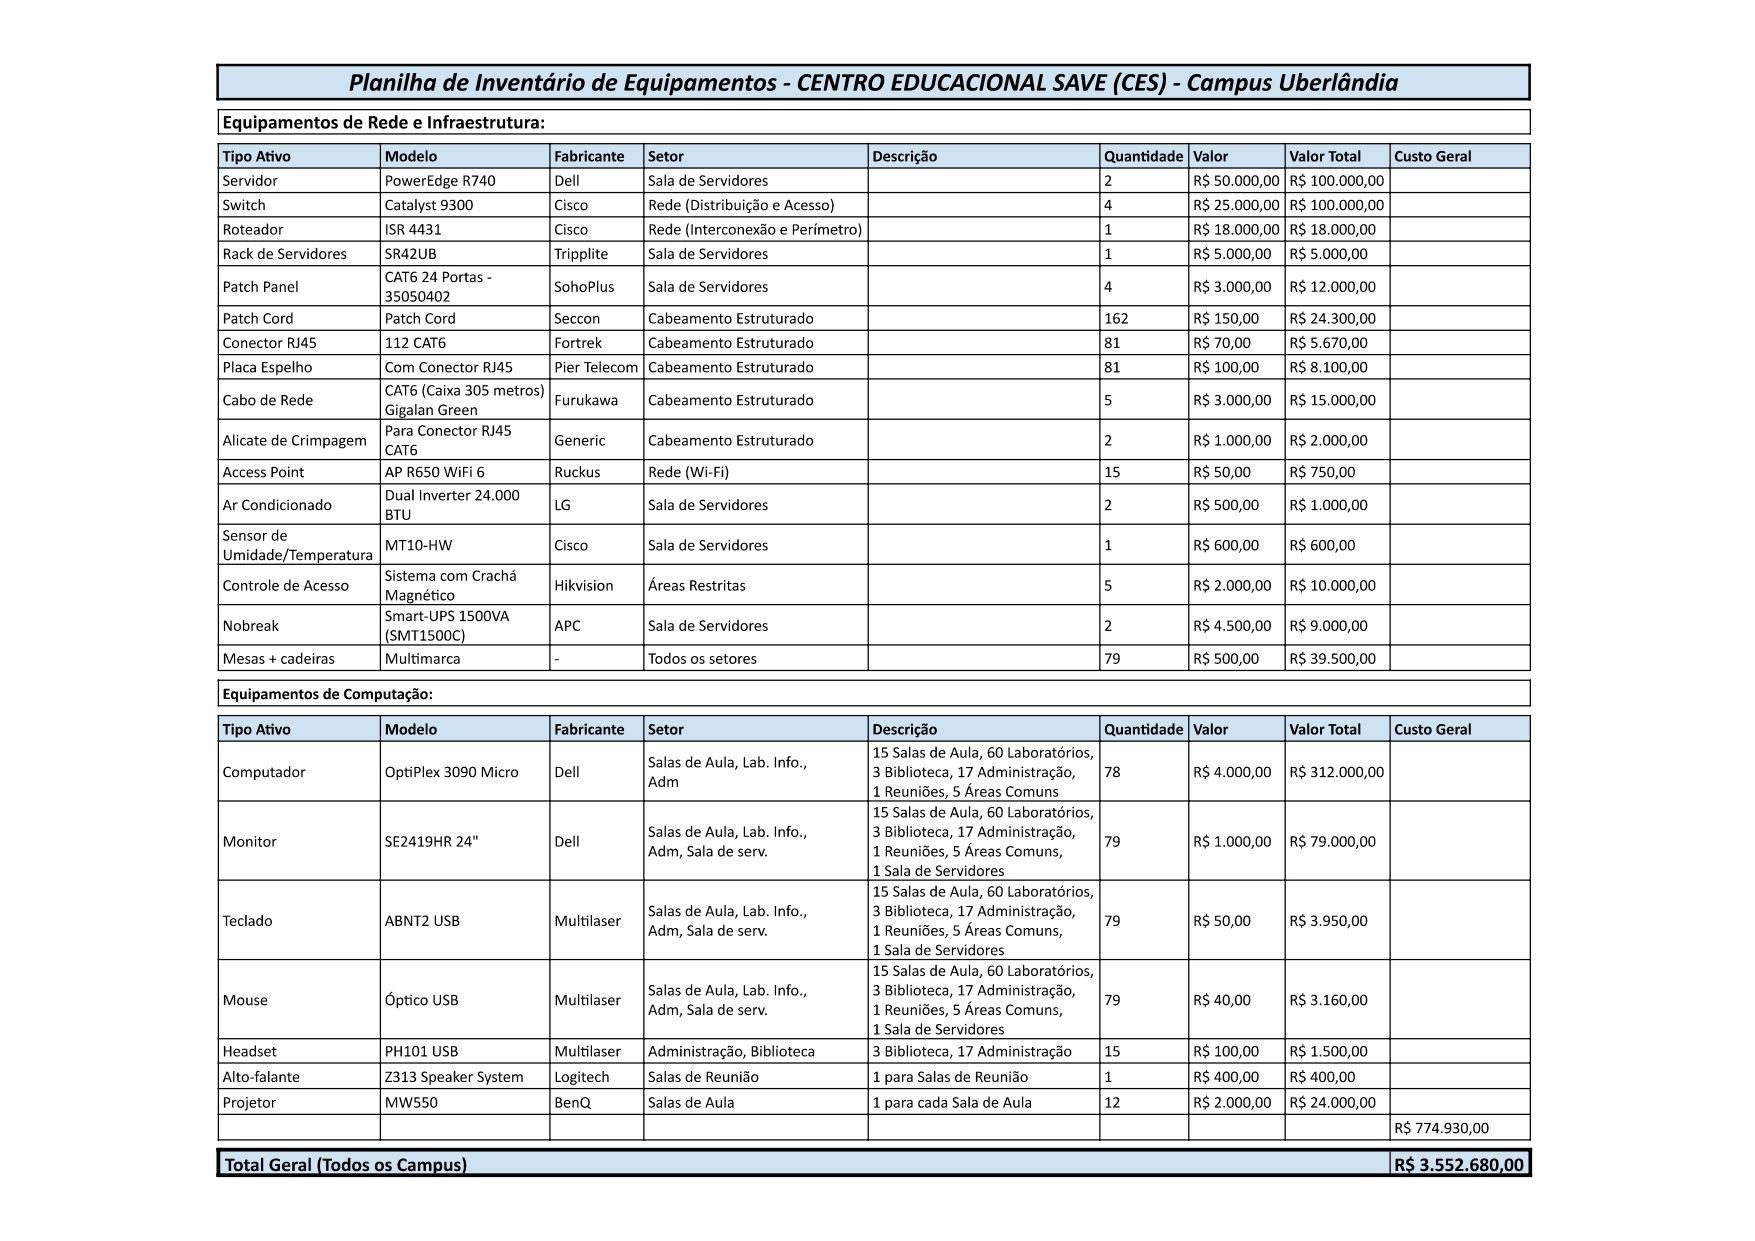 Planilha de Inventário de Equipamentos - CENTRO EDUCACIONAL SAVE (CES) - Campus Uberlândia
Equipamentos de Rede e Infraestrutura:
Tipo Ativo Modelo Fabricante Setor Descrição Quantidade Valor Valor Total Custo Geral
Servidor PowerEdge R740 Dell Sala de Servidores 2 R$ 50.000,00 R$ 100.000,00
Switch Catalyst 9300 Cisco Rede (Distribuição e Acesso) 4 R$ 25.000,00 R$ 100.000,00
Roteador ISR 4431 Cisco Rede (Interconexão e Perímetro) 1 R$ 18.000,00 R$ 18.000,00
Rack de Servidores SR42UB Tripplite Sala de Servidores 1 R$ 5.000,00 R$ 5.000,00
Patch Panel
CAT6 24 Portas -
35050402
SohoPlus Sala de Servidores 4 R$ 3.000,00 R$ 12.000,00
Patch Cord Patch Cord Seccon Cabeamento Estruturado 162 R$ 150,00 R$ 24.300,00
Conector RJ45 112 CAT6 Fortrek Cabeamento Estruturado 81 R$ 70,00 R$ 5.670,00
Placa Espelho Com Conector RJ45 Pier Telecom Cabeamento Estruturado 81 R$ 100,00 R$ 8.100,00
Cabo de Rede
CAT6 (Caixa 305 metros)
Gigalan Green
Furukawa Cabeamento Estruturado 5 R$ 3.000,00 R$ 15.000,00
Alicate de Crimpagem
Para Conector RJ45
CAT6
Generic Cabeamento Estruturado 2 R$ 1.000,00 R$ 2.000,00
Access Point AP R650 WiFi 6 Ruckus Rede (Wi-Fi) 15 R$ 50,00 R$ 750,00
Ar Condicionado
Dual Inverter 24.000
BTU
LG Sala de Servidores 2 R$ 500,00 R$ 1.000,00
Sensor de
Umidade/Temperatura
MT10-HW Cisco Sala de Servidores 1 R$ 600,00 R$ 600,00
Controle de Acesso
Sistema com Crachá
Magnético
Hikvision Áreas Restritas 5 R$ 2.000,00 R$ 10.000,00
Nobreak
Smart-UPS 1500VA
(SMT1500C)
APC Sala de Servidores 2 R$ 4.500,00 R$ 9.000,00
Mesas + cadeiras Multimarca - Todos os setores 79 R$ 500,00 R$ 39.500,00
Equipamentos de Computação:
Tipo Ativo Modelo Fabricante Setor Descrição Quantidade Valor Valor Total Custo Geral
Computador OptiPlex 3090 Micro Dell
Salas de Aula, Lab. Info.,
Adm
15 Salas de Aula, 60 Laboratórios,
3 Biblioteca, 17 Administração,
1 Reuniões, 5 Áreas Comuns
78 R$ 4.000,00 R$ 312.000,00
Monitor SE2419HR 24" Dell
Salas de Aula, Lab. Info.,
Adm, Sala de serv.
15 Salas de Aula, 60 Laboratórios,
3 Biblioteca, 17 Administração,
1 Reuniões, 5 Áreas Comuns,
1 Sala de Servidores
79 R$ 1.000,00 R$ 79.000,00
Teclado ABNT2 USB Multilaser
Salas de Aula, Lab. Info.,
Adm, Sala de serv.
15 Salas de Aula, 60 Laboratórios,
3 Biblioteca, 17 Administração,
1 Reuniões, 5 Áreas Comuns,
1 Sala de Servidores
79 R$ 50,00 R$ 3.950,00
Mouse Óptico USB Multilaser
Salas de Aula, Lab. Info.,
Adm, Sala de serv.
15 Salas de Aula, 60 Laboratórios,
3 Biblioteca, 17 Administração,
1 Reuniões, 5 Áreas Comuns,
1 Sala de Servidores
79 R$ 40,00 R$ 3.160,00
Headset PH101 USB Multilaser Administração, Biblioteca 3 Biblioteca, 17 Administração 15 R$ 100,00 R$ 1.500,00
Alto-falante Z313 Speaker System Logitech Salas de Reunião 1 para Salas de Reunião 1 R$ 400,00 R$ 400,00
Projetor MW550 BenQ Salas de Aula 1 para cada Sala de Aula 12 R$ 2.000,00 R$ 24.000,00
R$ 774.930,00
Total Geral (Todos os Campus) R$ 3.552.680,00